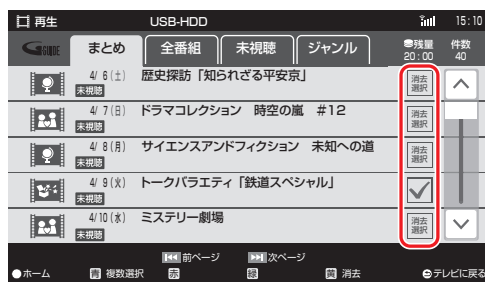 再生 USB-HDD 15:10
GGUIDE まとめ 全番組 未視聴 ジャンル 残量 20:00 件数 40
4/ 6(土) 歴史探訪「知られざる平安京」 消去選択
未視聴
4/ 7(日) ドラマコレクション 時空の嵐 #12 消去選択
未視聴
4/ 8(月) サイエンスアンドフィクション 未知への道 消去選択
未視聴
4/ 9(火) トークバラエティ「鉄道スペシャル」
未視聴
4/10(水) ミステリー劇場 消去選択
未視聴
前ページ 次ページ
ホーム 青 複数選択 赤 緑 黄 消去 テレビに戻る